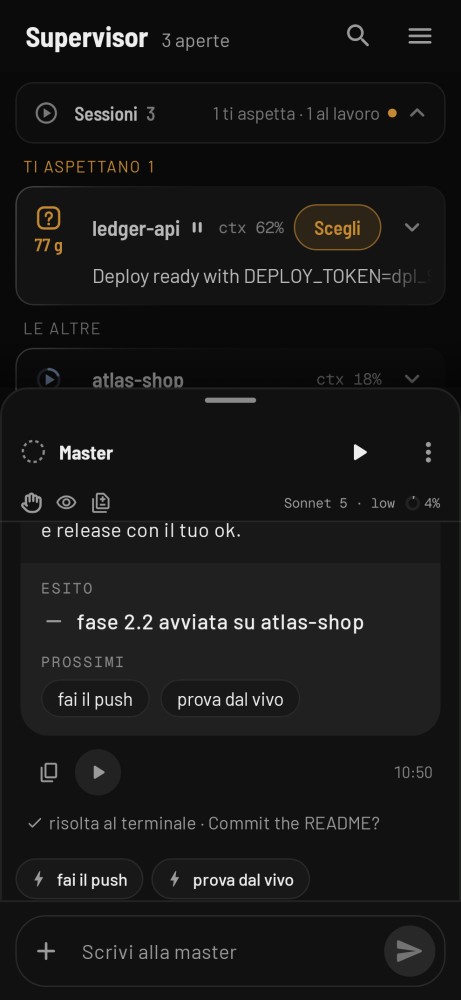 Supervisor 3 aperte
Sessioni 3 1 ti aspetta · 1 al lavoro
TI ASPETTANO 1
ledger-api ctx 62% Scegli
77 g
Deploy ready with DEPLOY_TOKEN=dpl_
LE ALTRE
atlas-shop ctx 18%
Master
Sonnet 5 · low 4%
e release con il tuo ok.
ESITO
— fase 2.2 avviata su atlas-shop
PROSSIMI
fai il push prova dal vivo
10:50
✓ risolta al terminale · Commit the README?
fai il push prova dal vivo
Scrivi alla master